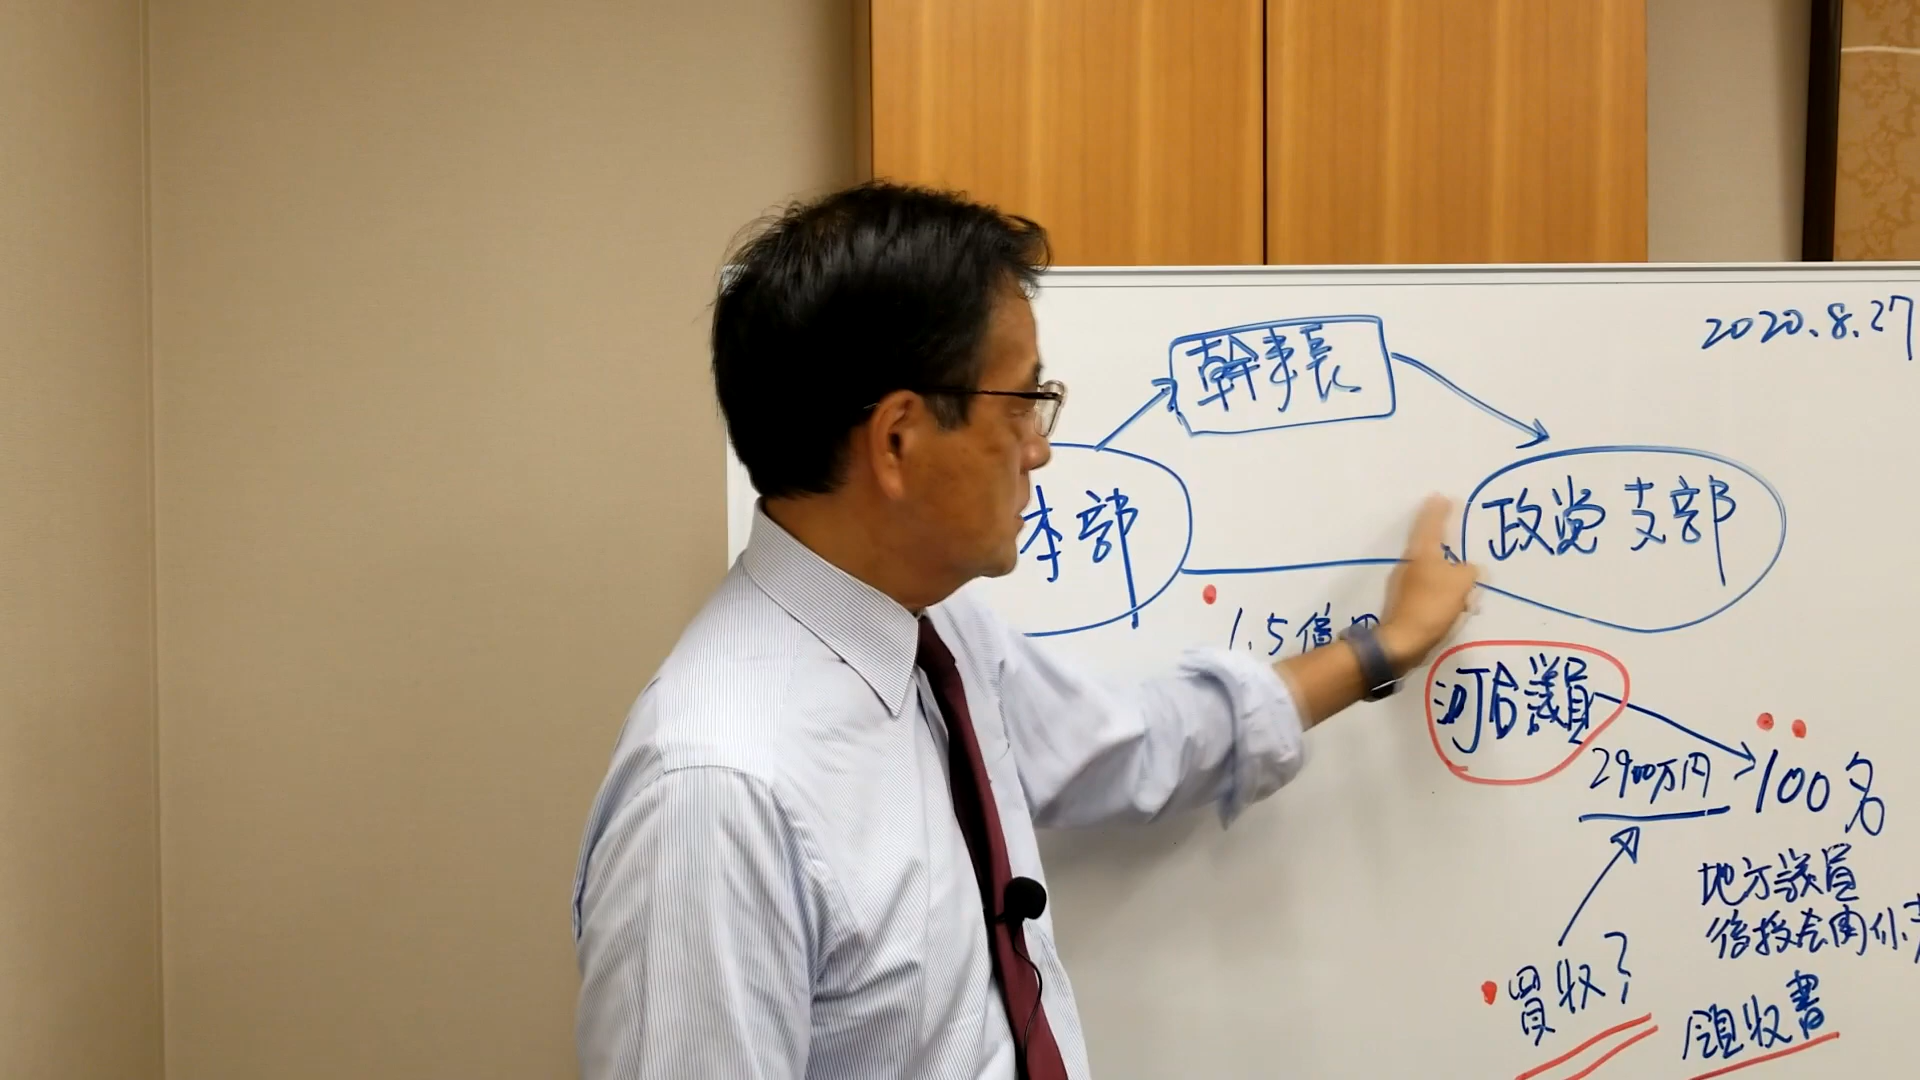 2020.8.27
幹事長
本部
政党支部
1.5億円
河合議員
2900万円
100名
地方議員
後援会関係者
買収?
領収書